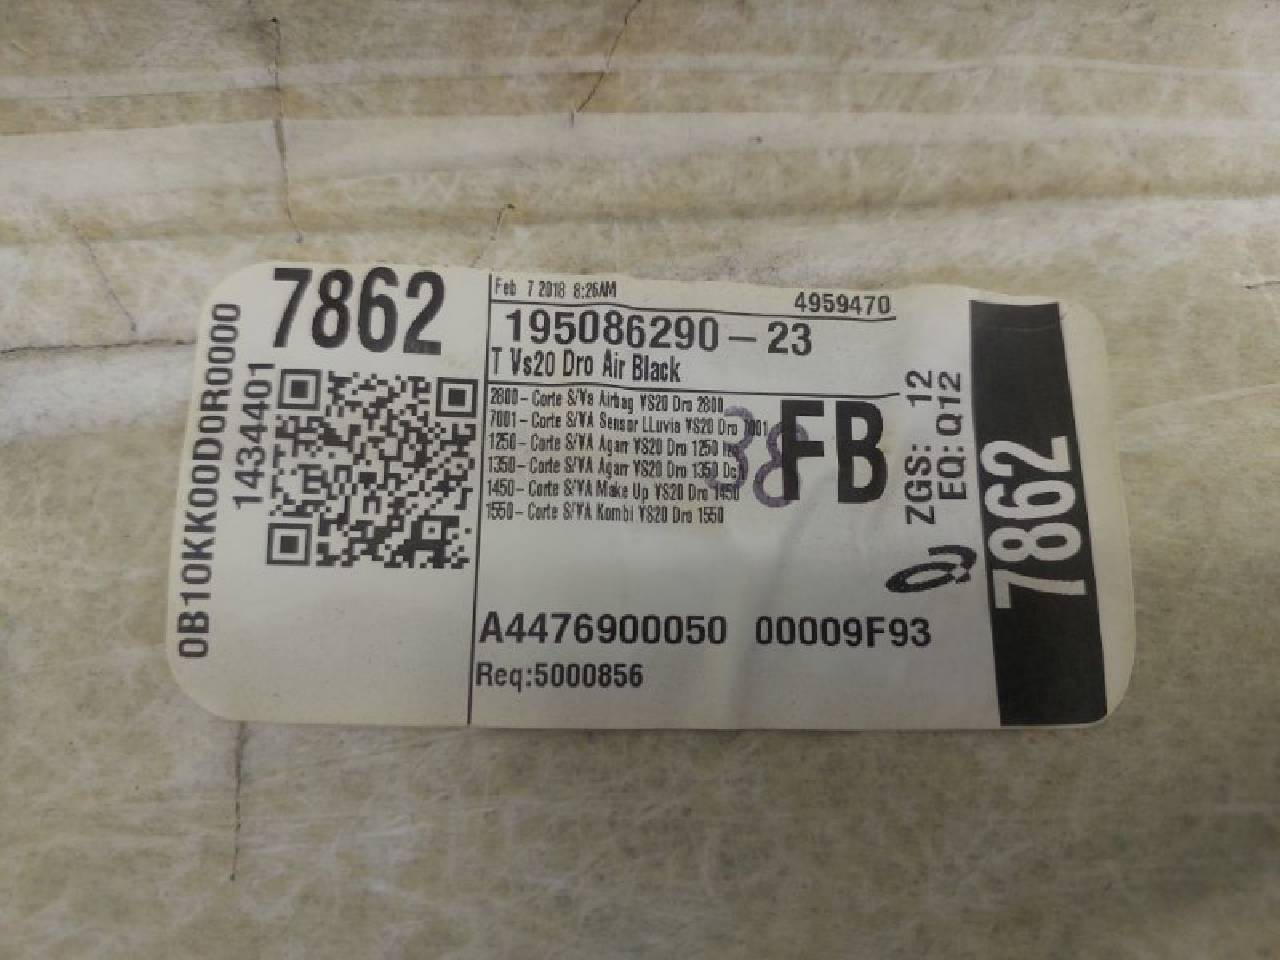 7862
0B10KK00D0R0000
1434401
Feb 7 2018 8:26AM
4959470
195086290-23
T Vs20 Dro Air Black
2800- Corte S/Va Airbag VS20 Dro 2800
7001- Corte S/VA Sensor LLuvia VS20 Dro 7001
1250- Corte S/VA Agarr VS20 Dro 1250
1350- Corte S/VA Agarr VS20 Dro 1350
1450- Corte S/VA Make Up VS20 Dro 1450
1550- Corte S/VA Kombi VS20 Dro 1550
38
FB
ZGS: 12
EQ: Q12
7862
A4476900050 00009F93
Req:5000856